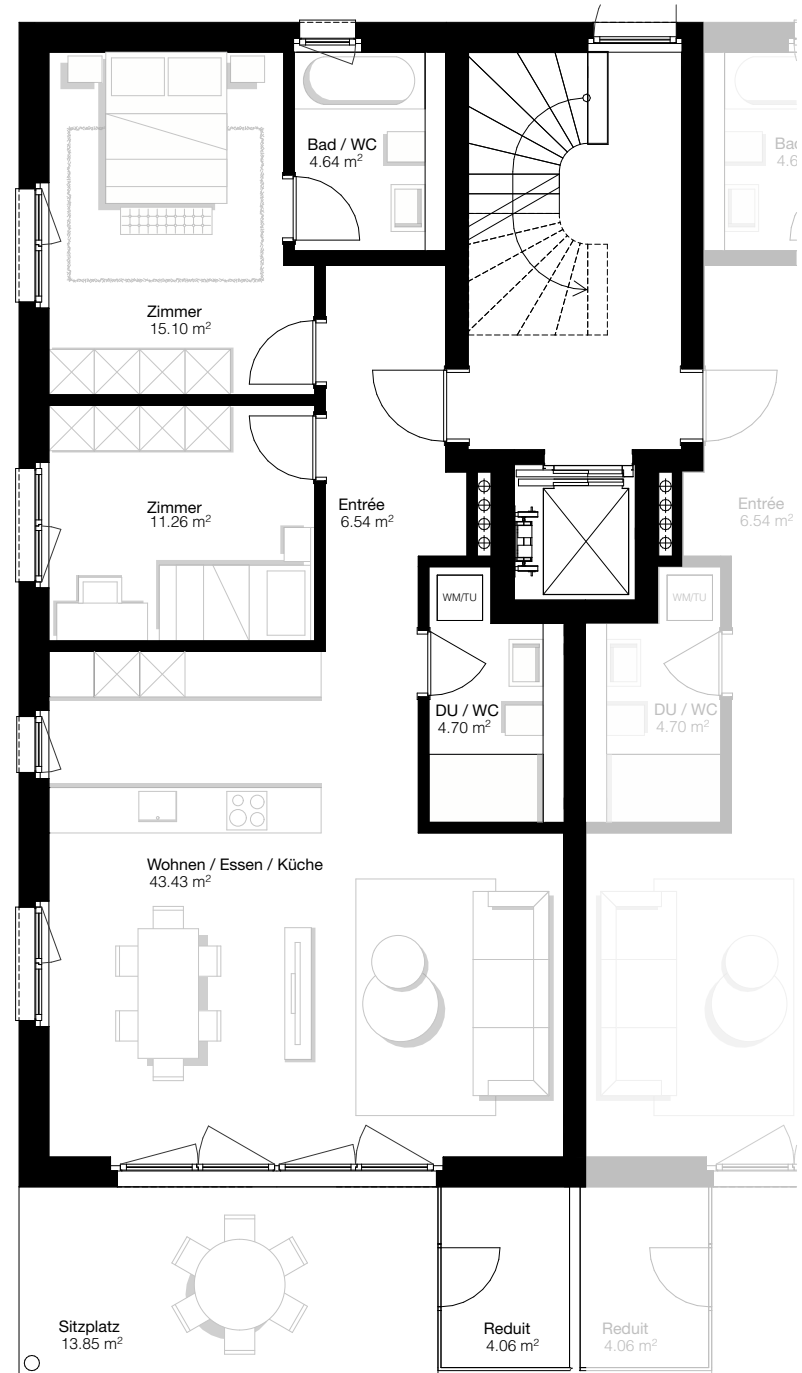 Bad / WC
4.64 m²
Bad
4.6
Zimmer
15.10 m²
Zimmer
11.26 m²
Entrée
6.54 m²
Entrée
6.54 m²
WM/TU
WM/TU
DU / WC
4.70 m²
DU / WC
4.70 m²
Wohnen / Essen / Küche
43.43 m²
Sitzplatz
13.85 m²
Reduit
4.06 m²
Reduit
4.06 m²